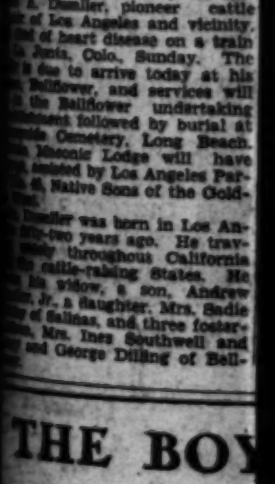 pioneer cattle
of Los Angeles and vicinity,
of heart disease on a train
Junta, Colo., Sunday. The
is due to arrive today at his
Bellflower, and services will
the Bellflower undertaking
followed by burial at
Cemetery, Long Beach.
Masonic Lodge will have
assisted by Los Angeles Par-
Native Sons of the Gold-
was born in Los An-
fifty-two years ago. He trav-
throughout California
cattle-raising States. He
his widow, a son, Andrew
Jr., a daughter, Mrs. Sadie
of Salinas, and three foster-
Mrs. Ines Southwell and
and George Dilling of Bell-
THE BOY